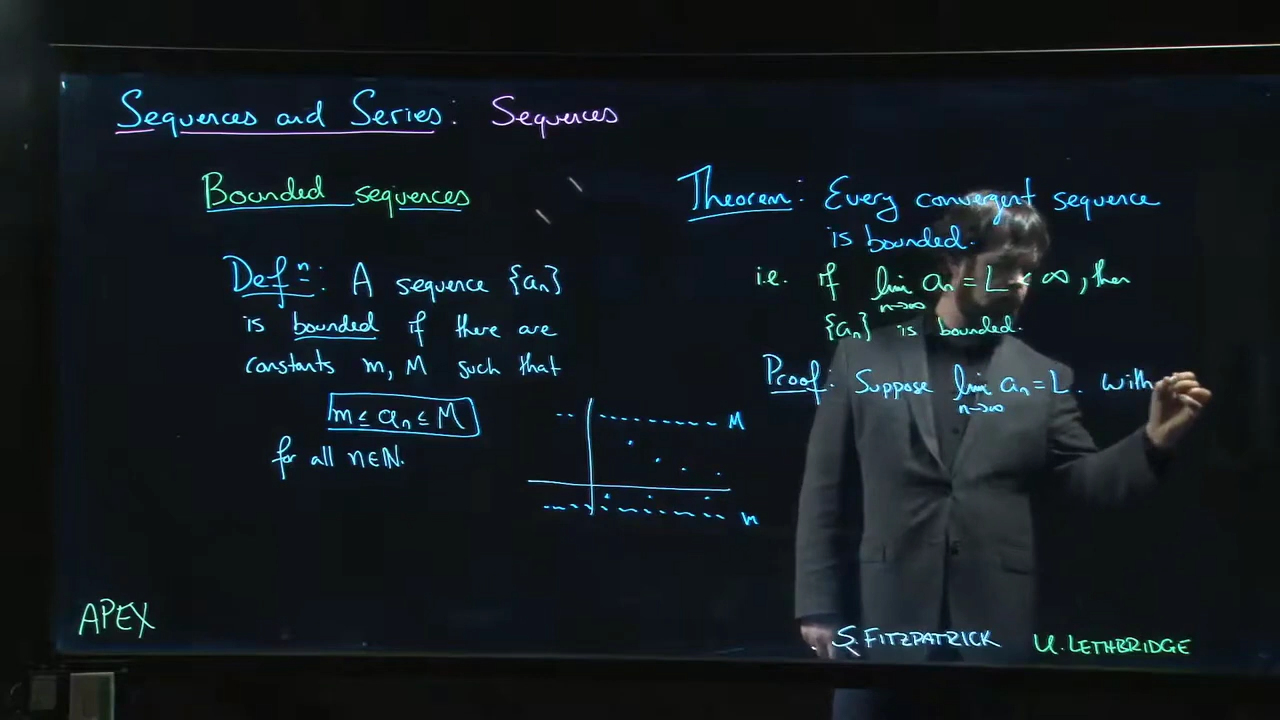 Sequences and Series: Sequences
Bounded sequences
Defⁿ: A sequence {aₙ}
is bounded if there are
constants m, M such that
m ≤ aₙ ≤ M
for all n∈ℕ.
M
m
Theorem: Every convergent sequence
is bounded.
i.e. if lim aₙ = L < ∞, then
n→∞
{aₙ} is bounded.
Proof: Suppose lim aₙ = L. With
n→∞
APEX
S. FITZPATRICK U. LETHBRIDGE